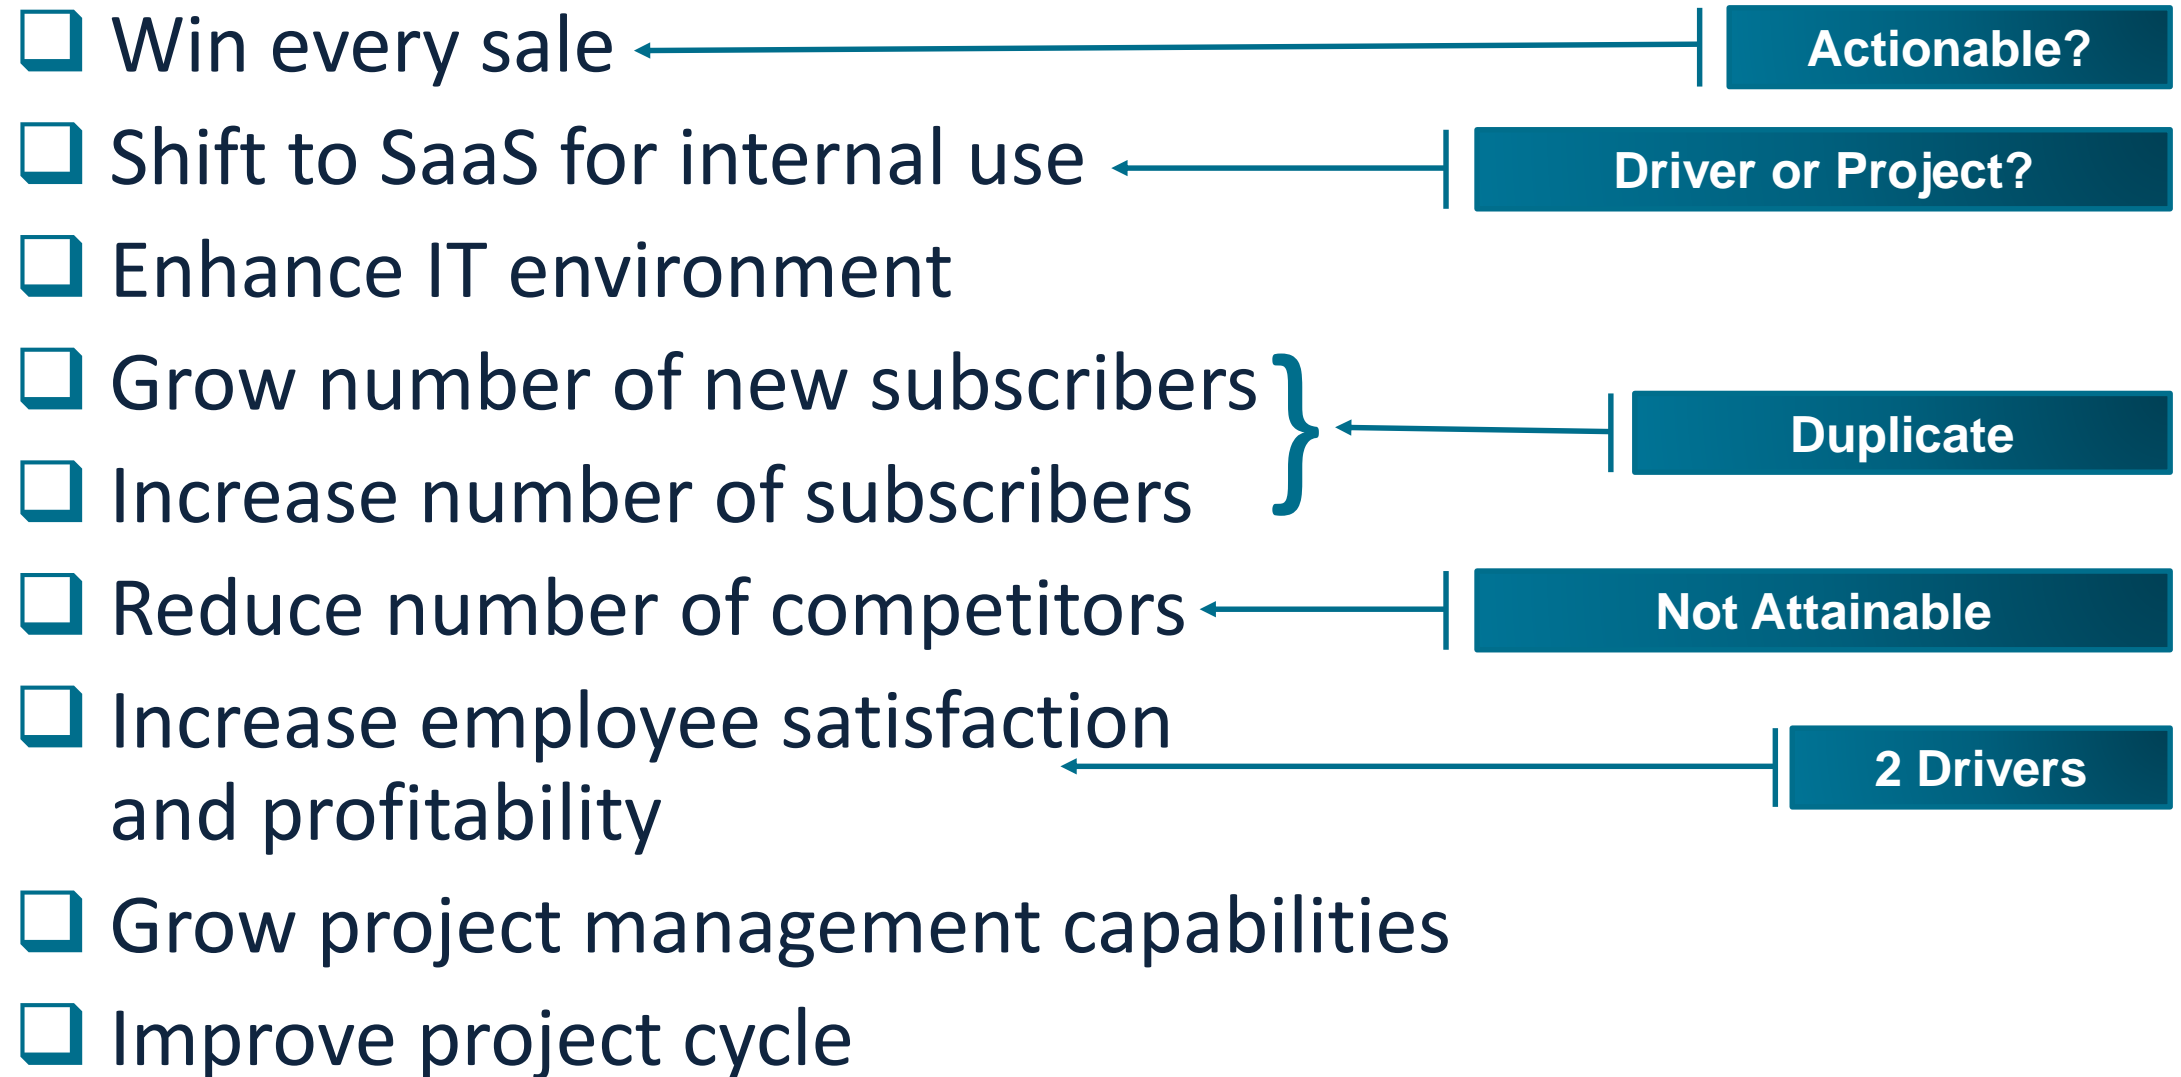 Win every sale
Actionable?
Shift to SaaS for internal use
Driver or Project?
Enhance IT environment
Grow number of new subscribers
Duplicate
Increase number of subscribers
Reduce number of competitors
Not Attainable
Increase employee satisfaction
and profitability
2 Drivers
Grow project management capabilities
Improve project cycle